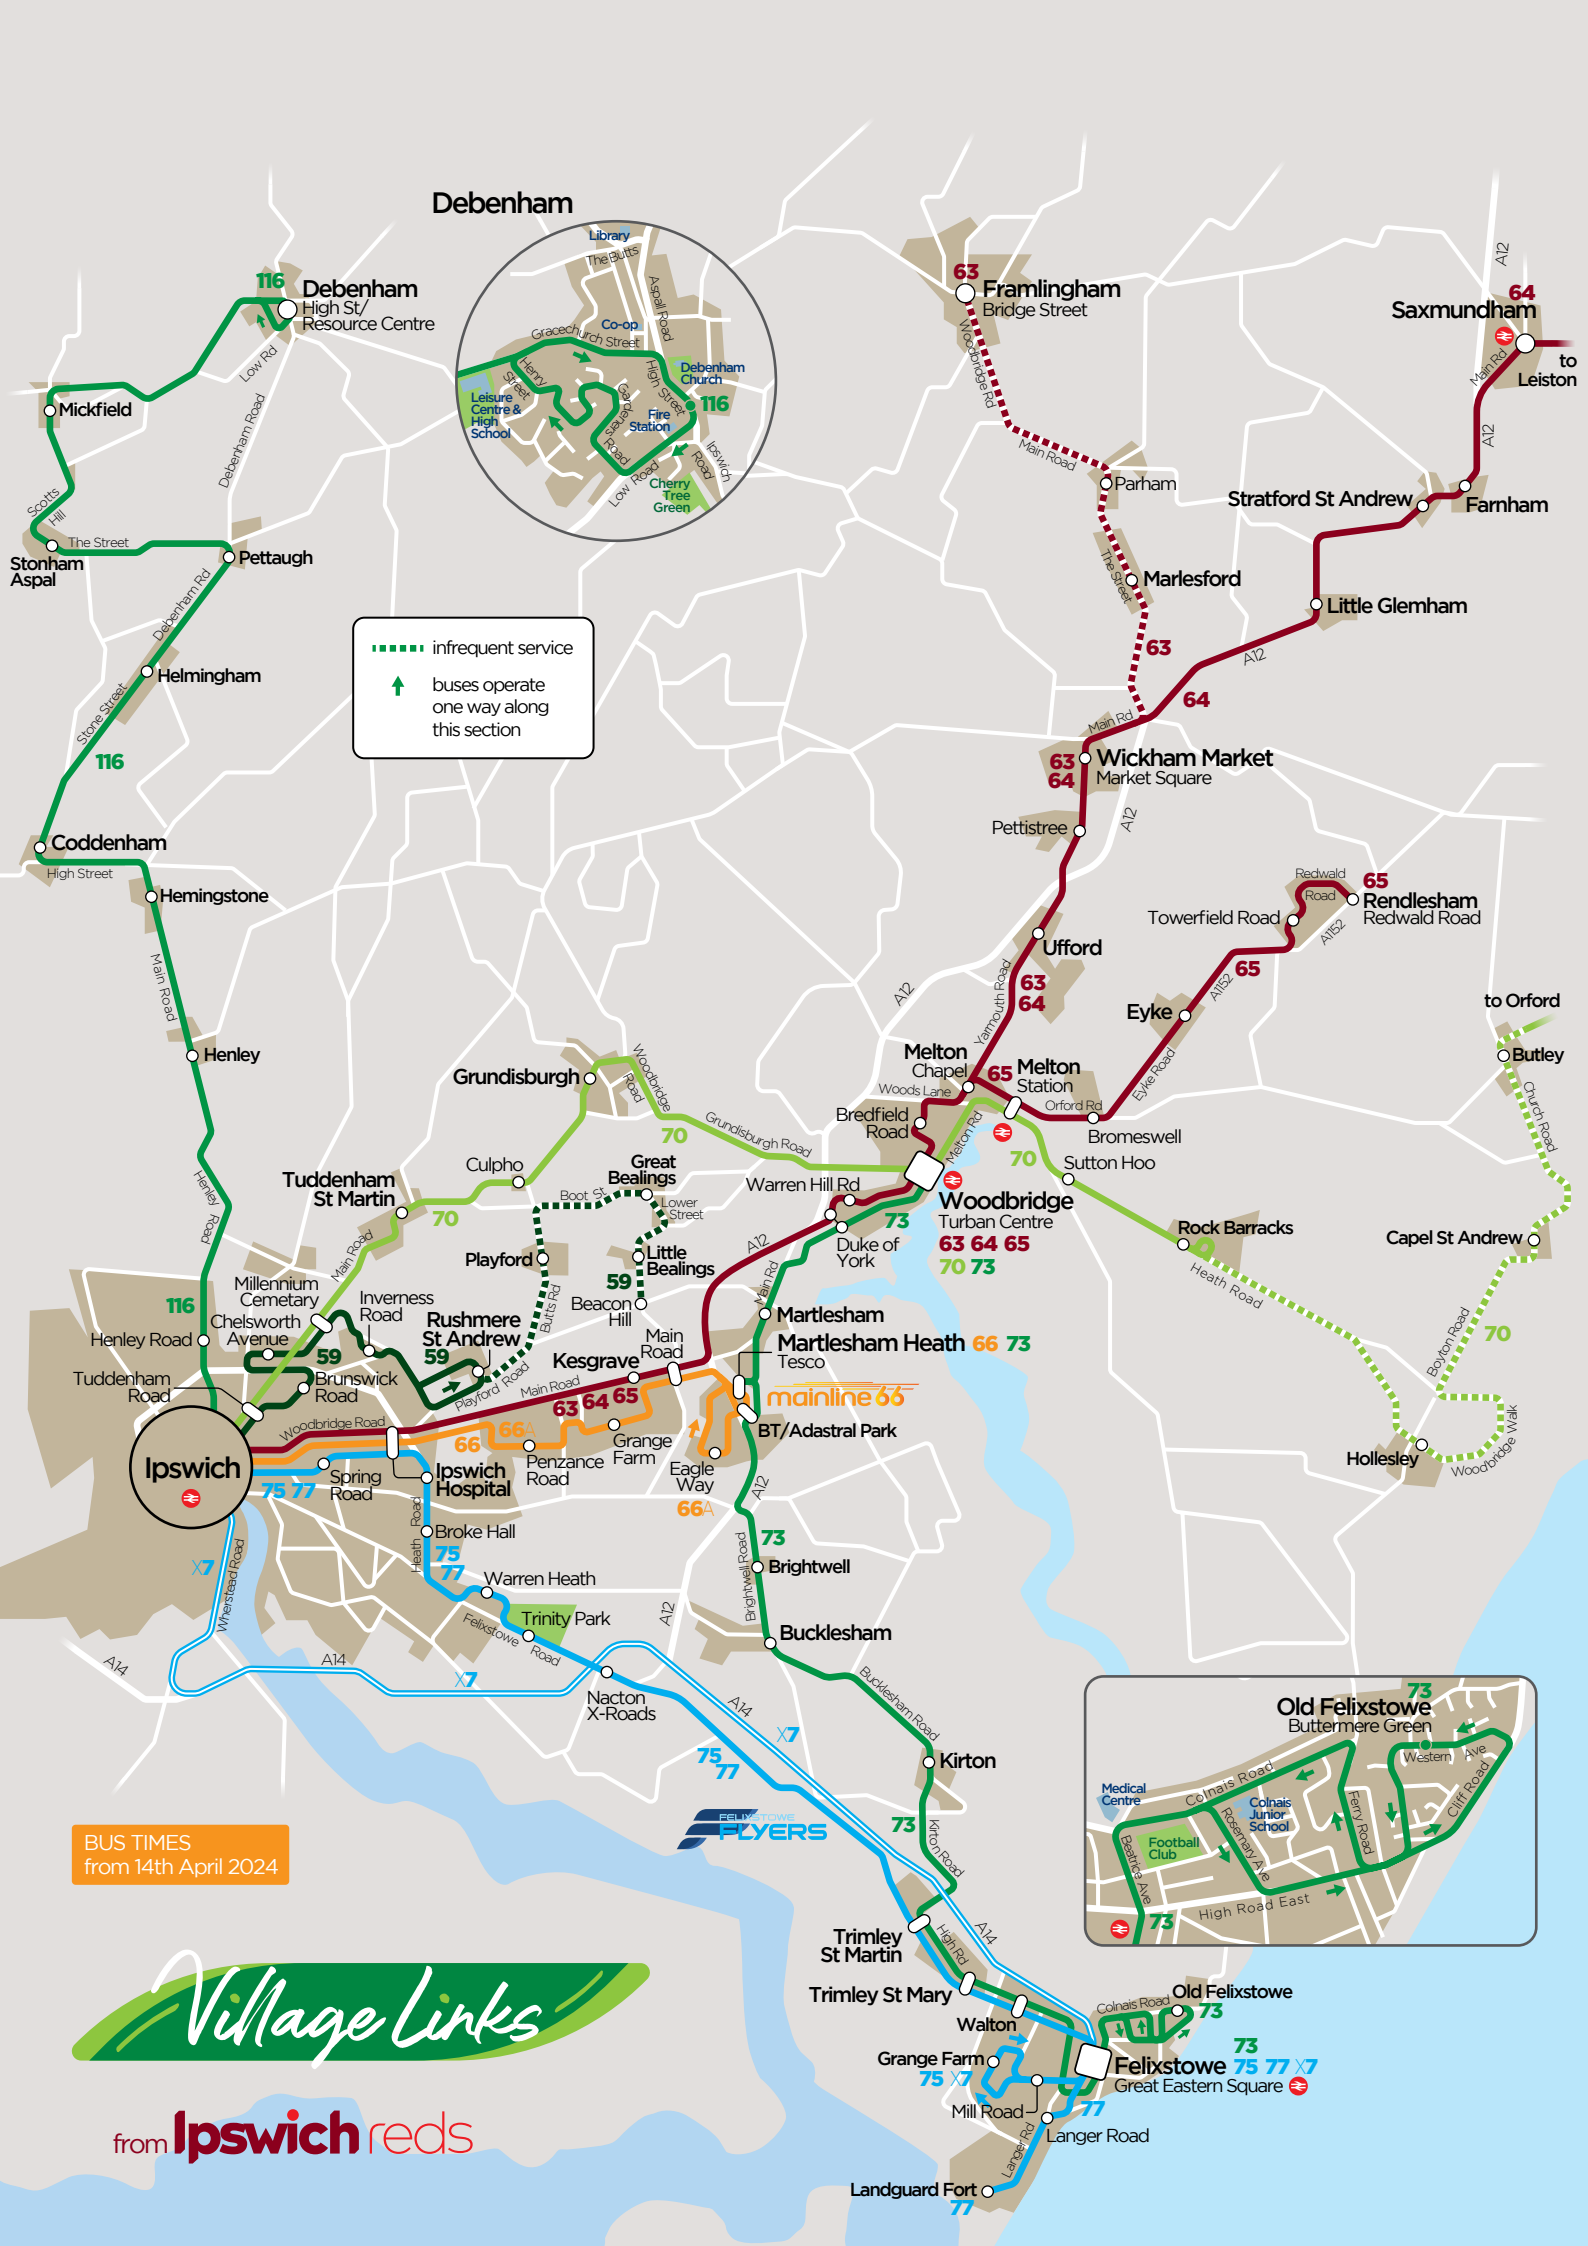 Debenham
Library
The Butts
Aspall Road
Co-op
Gracechurch Street
Henry
Street
High Street
Debenham
Church
116
Gardeners
Road
Leisure
Centre &
High
School
Fire
Station
Ipswich
Road
Low Road
Cherry
Tree
Green
116
Debenham
High St/
Resource Centre
Low Rd
Debenham Road
Mickfield
Scotts
Hill
The Street
Stonham
Aspal
Pettaugh
Debenham Rd
Helmingham
Stone Street
116
Coddenham
High Street
Hemingstone
Main Road
Henley
Henley Road
116
Henley Road
infrequent service
buses operate
one way along
this section
63
Framlingham
Bridge Street
Woodbridge Rd
Main Road
Parham
The Street
Marlesford
63
A12
64
Saxmundham
to
Leiston
Main Rd
A12
Stratford St Andrew
Farnham
Little Glemham
A12
64
Main Rd
Wickham Market
Market Square
63
64
A12
Pettistree
Ufford
63
64
Yarmouth Road
A12
Redwald
Road
65
Rendlesham
Redwald Road
Towerfield Road
A1152
65
A1152
Eyke
Eyke Road
Melton
Chapel
65
Melton
Station
Woods Lane
Orford Rd
Bromeswell
Bredfield
Road
Melton Rd
70
Sutton Hoo
to Orford
Butley
Church Road
Capel St Andrew
Rock Barracks
Heath Road
Boyton Road
70
Hollesley
Woodbridge Walk
Grundisburgh
Woodbridge
Road
70
Grundisburgh Road
Culpho
Tuddenham
St Martin
70
Main Road
Great
Bealings
Boot St
Lower
Street
Playford
Little
Bealings
59
Beacon
Hill
Butts Rd
Warren Hill Rd
Woodbridge
Turban Centre
63 64 65
70 73
73
Duke of
York
A12
Main Rd
Martlesham
Martlesham Heath 66 73
Tesco
mainline 66
BT/Adastral Park
Millennium
Cemetary
Chelsworth
Avenue
Inverness
Road
Rushmere
St Andrew
59
59
Playford Road
Tuddenham
Road
Brunswick
Road
Kesgrave
Main
Road
Main Road
63 64 65
Woodbridge Road
66
66A
Penzance
Road
Grange
Farm
Eagle
Way
66A
Ipswich
75 77
Spring
Road
Ipswich
Hospital
Heath Road
Broke Hall
75
77
Warren Heath
Trinity Park
Felixstowe
Road
A12
A12
73
Brightwell Road
Brightwell
Bucklesham
Bucklesham Road
Kirton
73
Kirton Road
X7
Wherstead Road
A14
A14
X7
Nacton
X-Roads
A14
X7
75
77
FELIXSTOWE
FLYERS
73
Old Felixstowe
Buttermere Green
Western Ave
Cliff Road
Colnais Road
Medical
Centre
Colnais
Junior
School
Ferry Road
Football
Club
Rosemary Ave
Beatrice Ave
High Road East
73
A14
Trimley
St Martin
High Rd
Trimley St Mary
Walton
Colnais Road
Old Felixstowe
73
73
Felixstowe 75 77 X7
Great Eastern Square
Grange Farm
75 X7
Mill Road
77
Langer Road
Langer Rd
Landguard Fort
77
BUS TIMES
from 14th April 2024
Village Links
from Ipswich reds